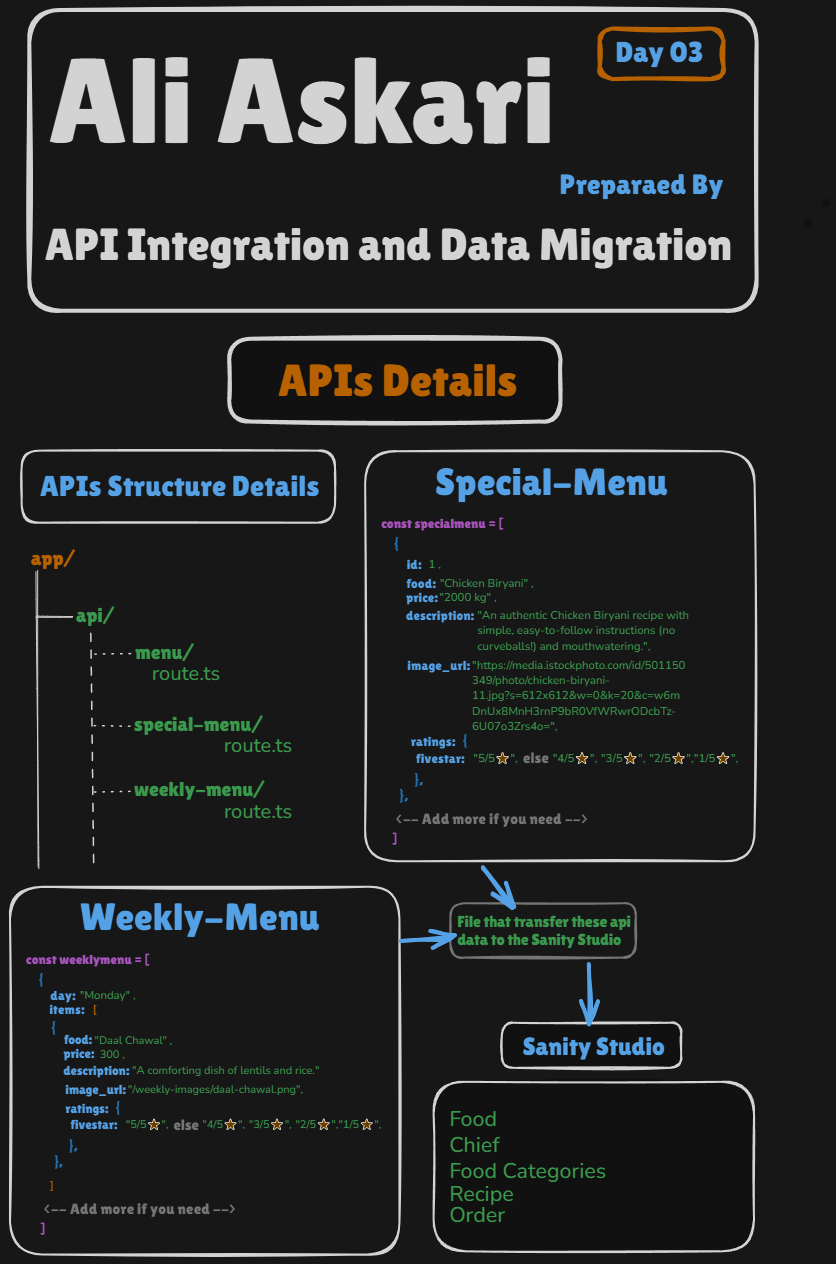 Day 03
Ali Askari
Preparaed By
API Integration and Data Migration
APIs Details
APIs Structure Details
app/
api/
menu/
route.ts
special-menu/
route.ts
weekly-menu/
route.ts
Special-Menu
const specialmenu = [
{
id: 1 ,
food: "Chicken Biryani" ,
price: "2000 kg" ,
description: "An authentic Chicken Biryani recipe with
simple, easy-to-follow instructions (no
curveballs!) and mouthwatering.",
image_url: "https://media.istockphoto.com/id/501150
349/photo/chicken-biryani-
11.jpg?s=612x612&w=0&k=20&c=w6m
DnUx8MnH3rnP9bR0VfWRwrODcbTz-
6U07o3Zrs4o=",
ratings: {
fivestar: "5/5⭐", else "4/5⭐", "3/5⭐", "2/5⭐","1/5⭐",
},
},
<-- Add more if you need -->
]
Weekly-Menu
const weeklymenu = [
{
day: "Monday" ,
items: [
{
food: "Daal Chawal" ,
price: 300 ,
description: "A comforting dish of lentils and rice."
image_url: "/weekly-images/daal-chawal.png",
ratings: {
fivestar: "5/5⭐", else "4/5⭐", "3/5⭐", "2/5⭐","1/5⭐",
},
},
]
<-- Add more if you need -->
]
File that transfer these api
data to the Sanity Studio
Sanity Studio
Food
Chief
Food Categories
Recipe
Order